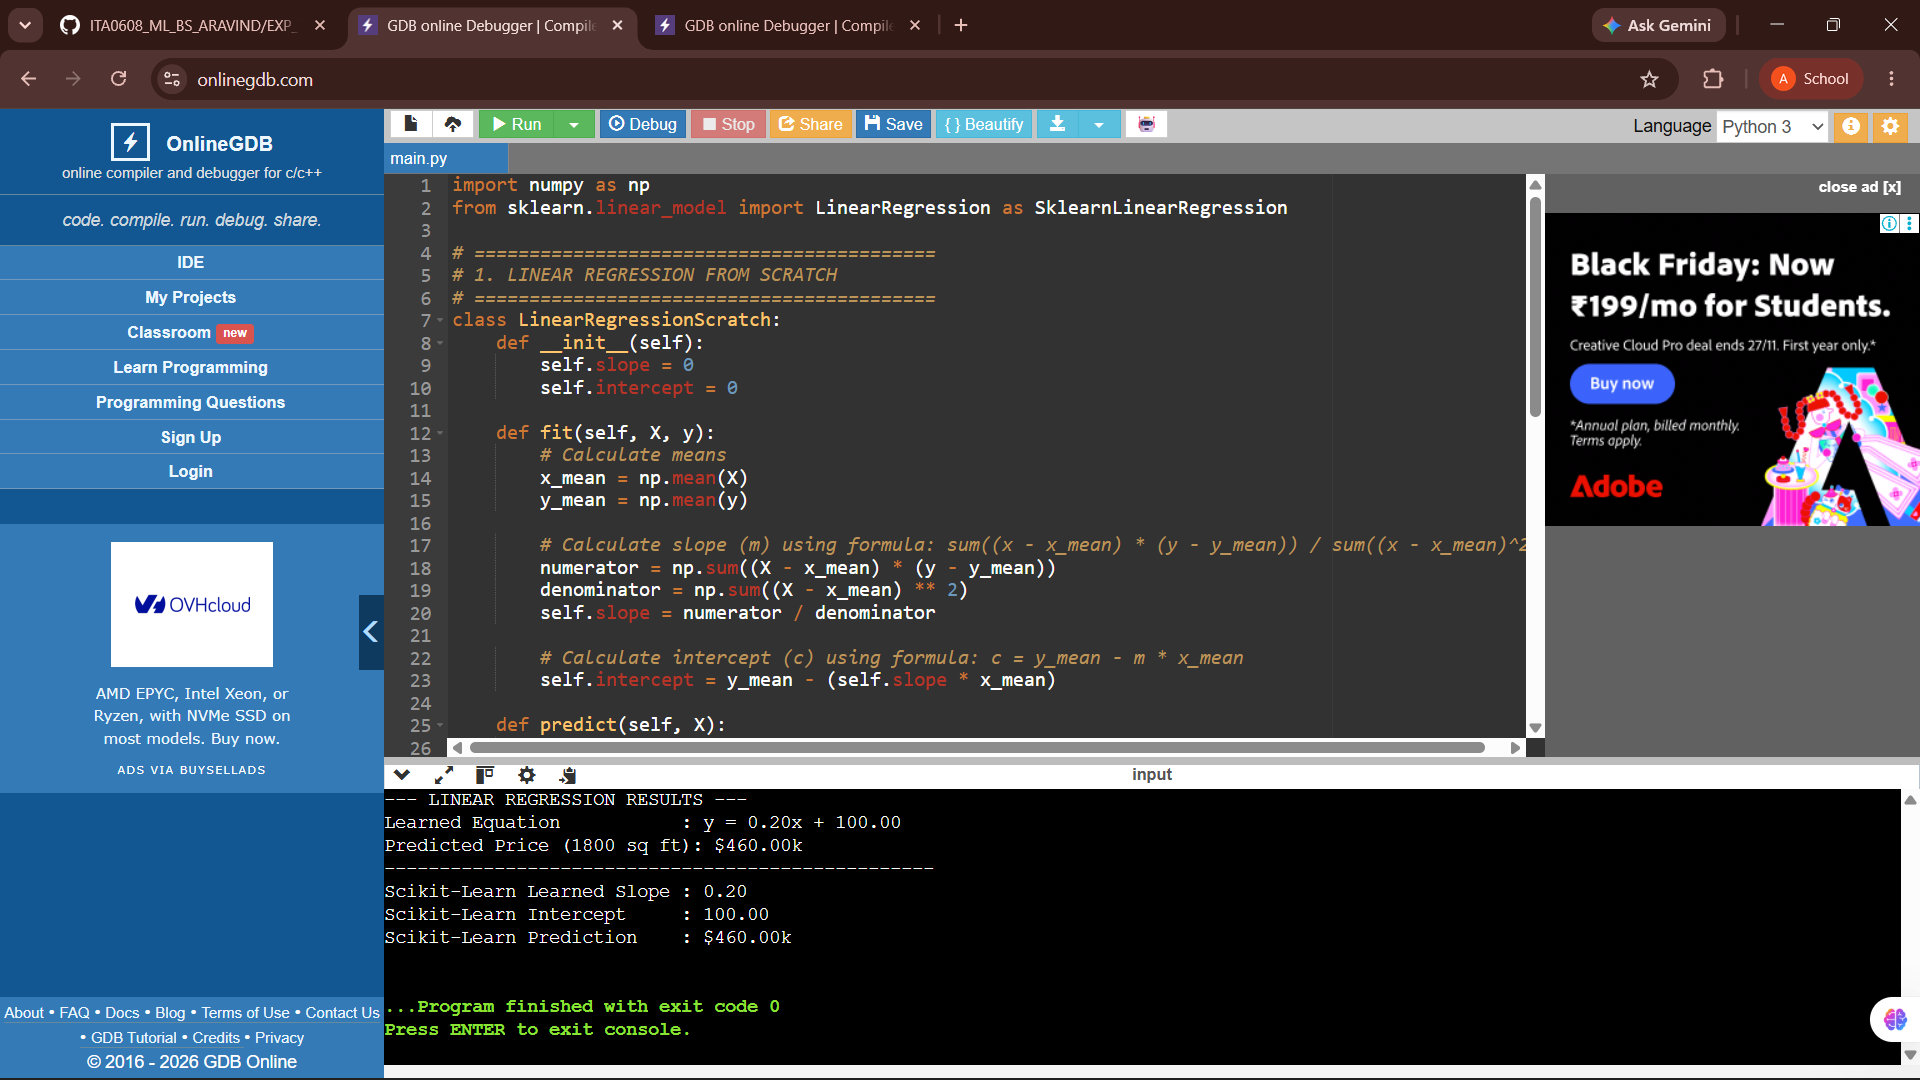 ITA0608_ML_BS_ARAVIND/EXP_
GDB online Debugger | Compile
GDB online Debugger | Compile
Ask Gemini
onlinegdb.com
A School
OnlineGDB
online compiler and debugger for c/c++
code. compile. run. debug. share.
IDE
My Projects
Classroom new
Learn Programming
Programming Questions
Sign Up
Login
OVHcloud
AMD EPYC, Intel Xeon, or
Ryzen, with NVMe SSD on
most models. Buy now.
ADS VIA BUYSELLADS
About • FAQ • Docs • Blog • Terms of Use • Contact Us
• GDB Tutorial • Credits • Privacy
© 2016 - 2026 GDB Online
Run Debug Stop Share Save { } Beautify
Language Python 3
main.py
1 import numpy as np
2 from sklearn.linear_model import LinearRegression as SklearnLinearRegression
3
4 # ==========================================
5 # 1. LINEAR REGRESSION FROM SCRATCH
6 # ==========================================
7 class LinearRegressionScratch:
8 def __init__(self):
9 self.slope = 0
10 self.intercept = 0
11
12 def fit(self, X, y):
13 # Calculate means
14 x_mean = np.mean(X)
15 y_mean = np.mean(y)
16
17 # Calculate slope (m) using formula: sum((x - x_mean) * (y - y_mean)) / sum((x - x_mean)^2
18 numerator = np.sum((X - x_mean) * (y - y_mean))
19 denominator = np.sum((X - x_mean) ** 2)
20 self.slope = numerator / denominator
21
22 # Calculate intercept (c) using formula: c = y_mean - m * x_mean
23 self.intercept = y_mean - (self.slope * x_mean)
24
25 def predict(self, X):
26
close ad [x]
Black Friday: Now
₹199/mo for Students.
Creative Cloud Pro deal ends 27/11. First year only.*
Buy now
*Annual plan, billed monthly.
Terms apply.
Adobe
input
--- LINEAR REGRESSION RESULTS ---
Learned Equation : y = 0.20x + 100.00
Predicted Price (1800 sq ft): $460.00k
--------------------------------------------------
Scikit-Learn Learned Slope : 0.20
Scikit-Learn Intercept : 100.00
Scikit-Learn Prediction : $460.00k
...Program finished with exit code 0
Press ENTER to exit console.